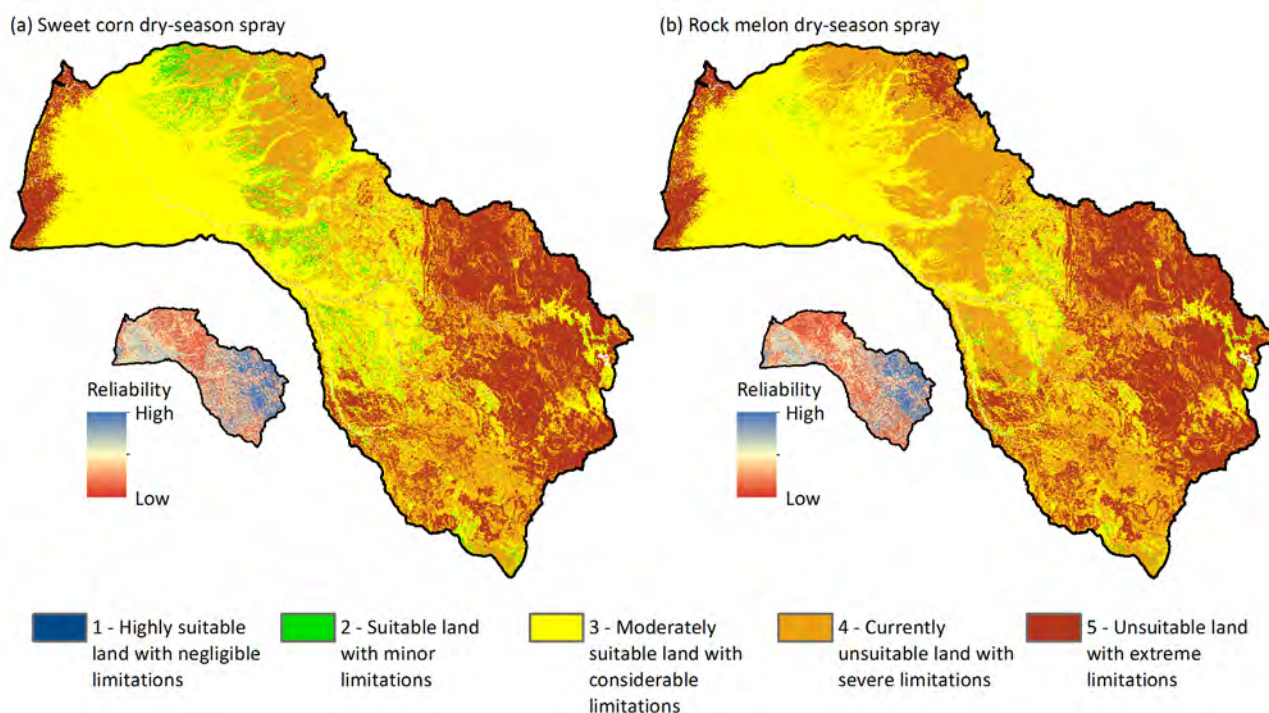 (a) Sweet corn dry-season spray
(b) Rock melon dry-season spray
Reliability
High
Low
Reliability
High
Low
1 - Highly suitable
land with negligible
limitations
2 - Suitable land
with minor
limitations
3 - Moderately
suitable land with
considerable
limitations
4 - Currently
unsuitable land with
severe limitations
5 - Unsuitable land
with extreme
limitations